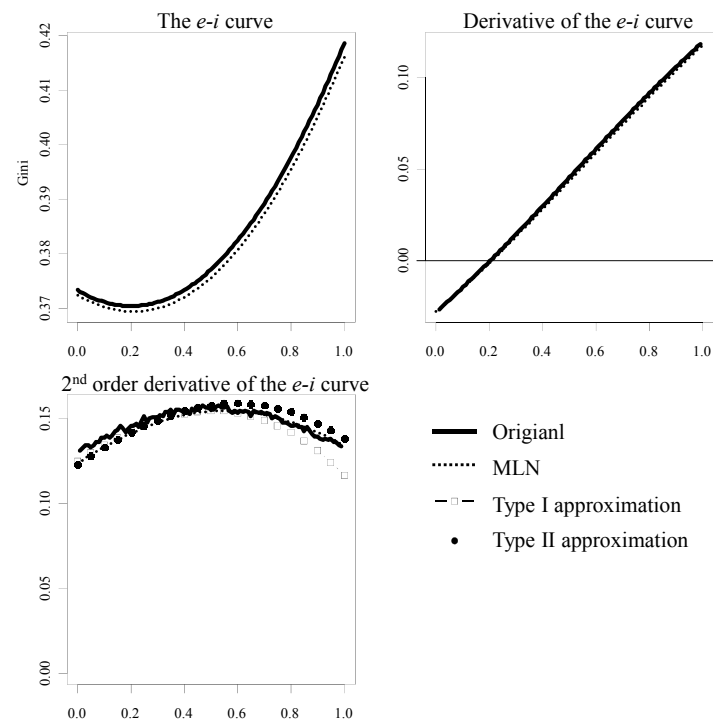 The e-i curve
Derivative of the e-i curve
0.42
0.41
0.40
0.39
0.38
0.37
Gini
0.0 0.2 0.4 0.6 0.8 1.0
0.10
0.05
0.00
0.0 0.2 0.4 0.6 0.8 1.0
2nd order derivative of the e-i curve
0.15
0.10
0.05
0.00
0.0 0.2 0.4 0.6 0.8 1.0
Origianl
MLN
Type I approximation
Type II approximation